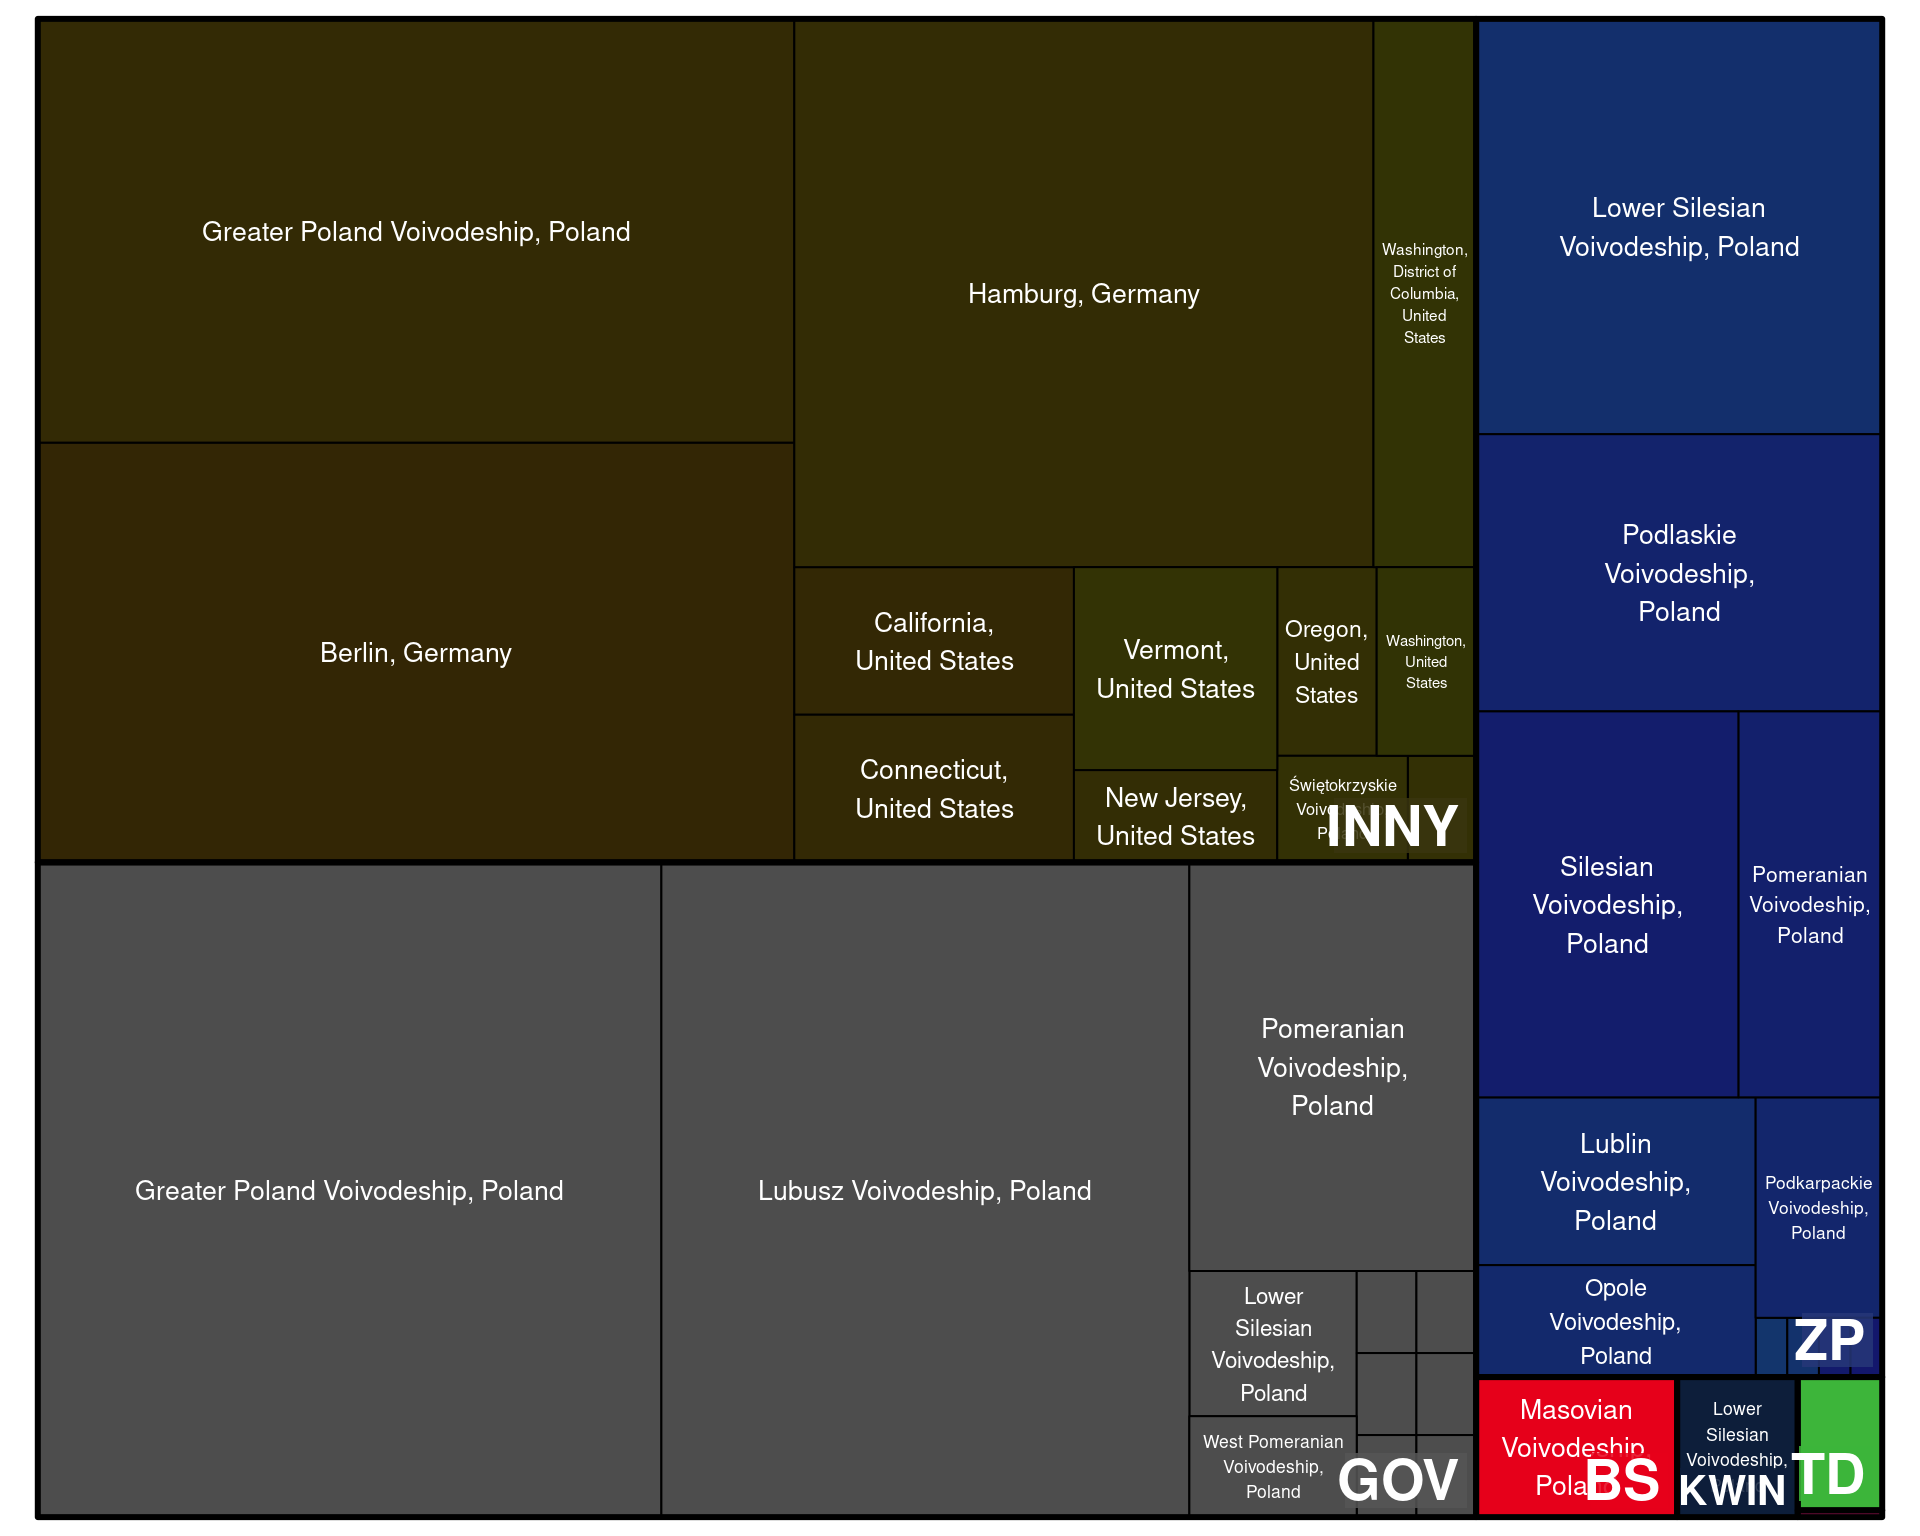 Greater Poland Voivodeship, Poland
Hamburg, Germany
Washington,
District of
Columbia,
United
States
Berlin, Germany
California,
United States
Connecticut,
United States
Vermont,
United States
New Jersey,
United States
Oregon,
United
States
Washington,
United
States
Świętokrzyskie
INNY
Lower Silesian
Voivodeship, Poland
Podlaskie
Voivodeship,
Poland
Silesian
Voivodeship,
Poland
Pomeranian
Voivodeship,
Poland
Lublin
Voivodeship,
Poland
Podkarpackie
Voivodeship,
Poland
Opole
Voivodeship,
Poland
ZP
Greater Poland Voivodeship, Poland
Lubusz Voivodeship, Poland
Pomeranian
Voivodeship,
Poland
Lower
Silesian
Voivodeship,
Poland
West Pomeranian
Voivodeship,
Poland
GOV
Masovian
Voivodeship,
BS
Lower
Silesian
Voivodeship,
KWIN
TD